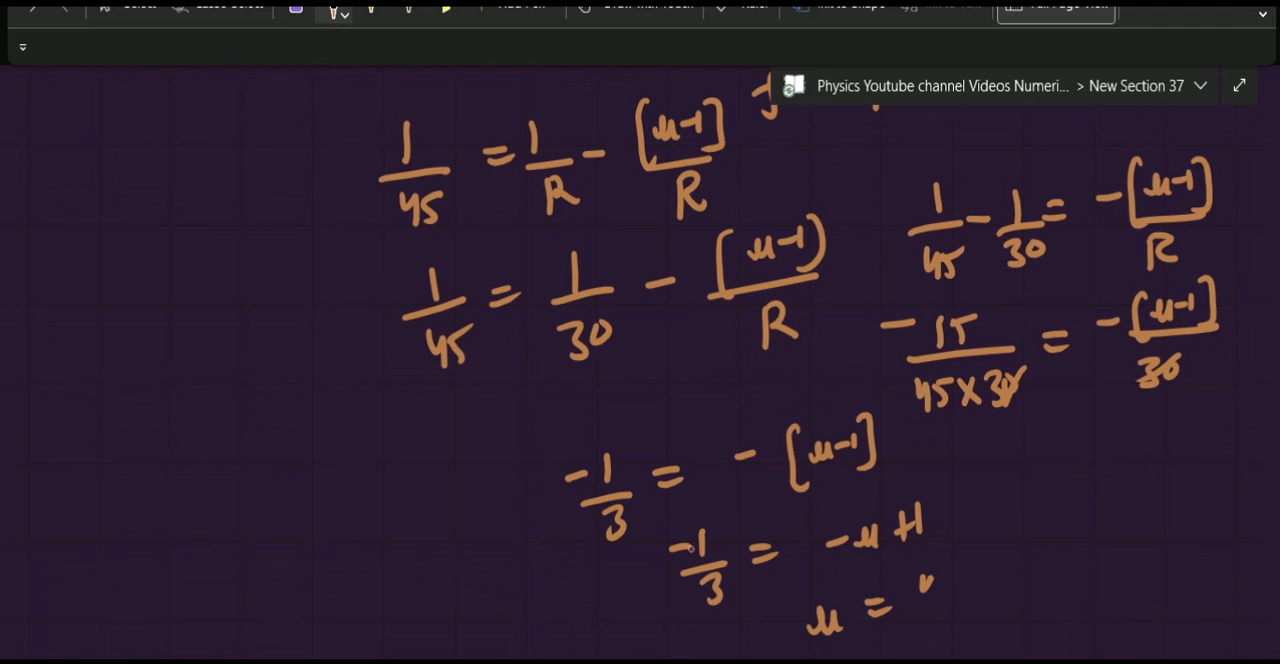 Physics Youtube channel Videos Numeri... > New Section 37
1/45 = 1/R - [μ-1]/R
1/45 = 1/30 - [μ-1)/R
1/45 - 1/30 = -[μ-1]/R
-15/45×30 = -[μ-1]/30
-1/3 = -[μ-1]
-1/3 = -μ+1
μ =